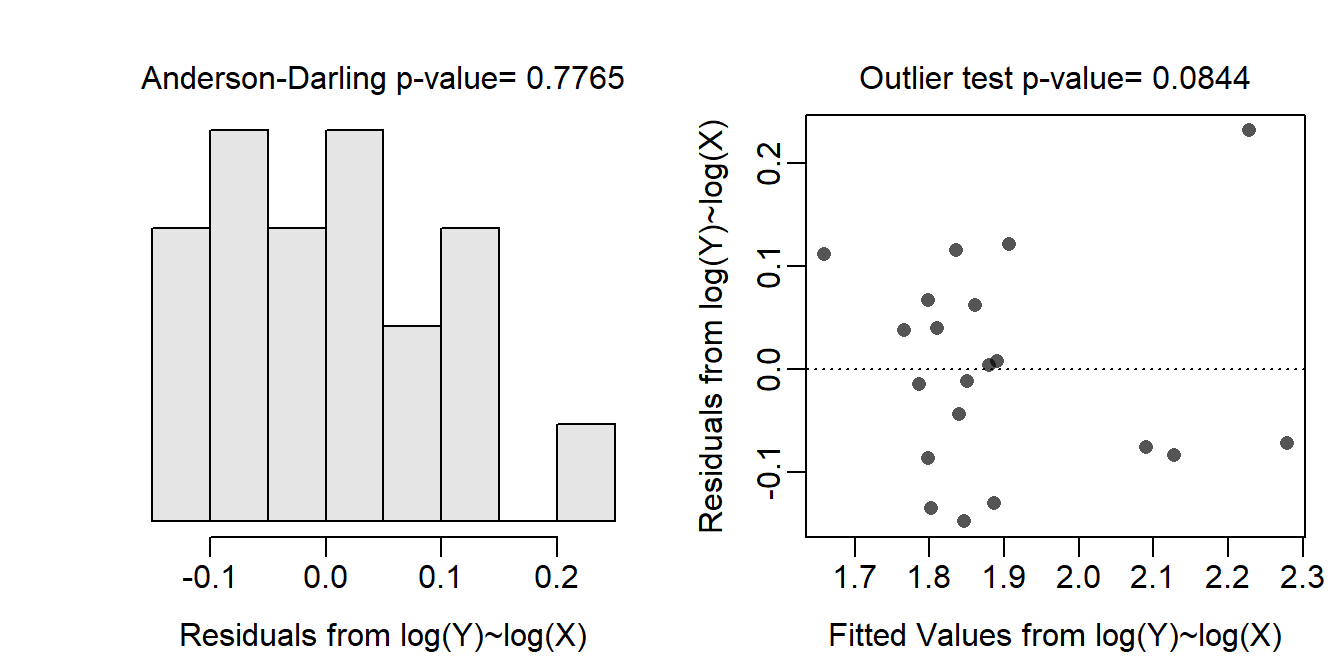 Anderson-Darling p-value= 0.7765
-0.1 0.0 0.1 0.2
Residuals from log(Y)~log(X)
Outlier test p-value= 0.0844
Residuals from log(Y)~log(X)
0.2
0.1
0.0
-0.1
1.7 1.8 1.9 2.0 2.1 2.2 2.3
Fitted Values from log(Y)~log(X)